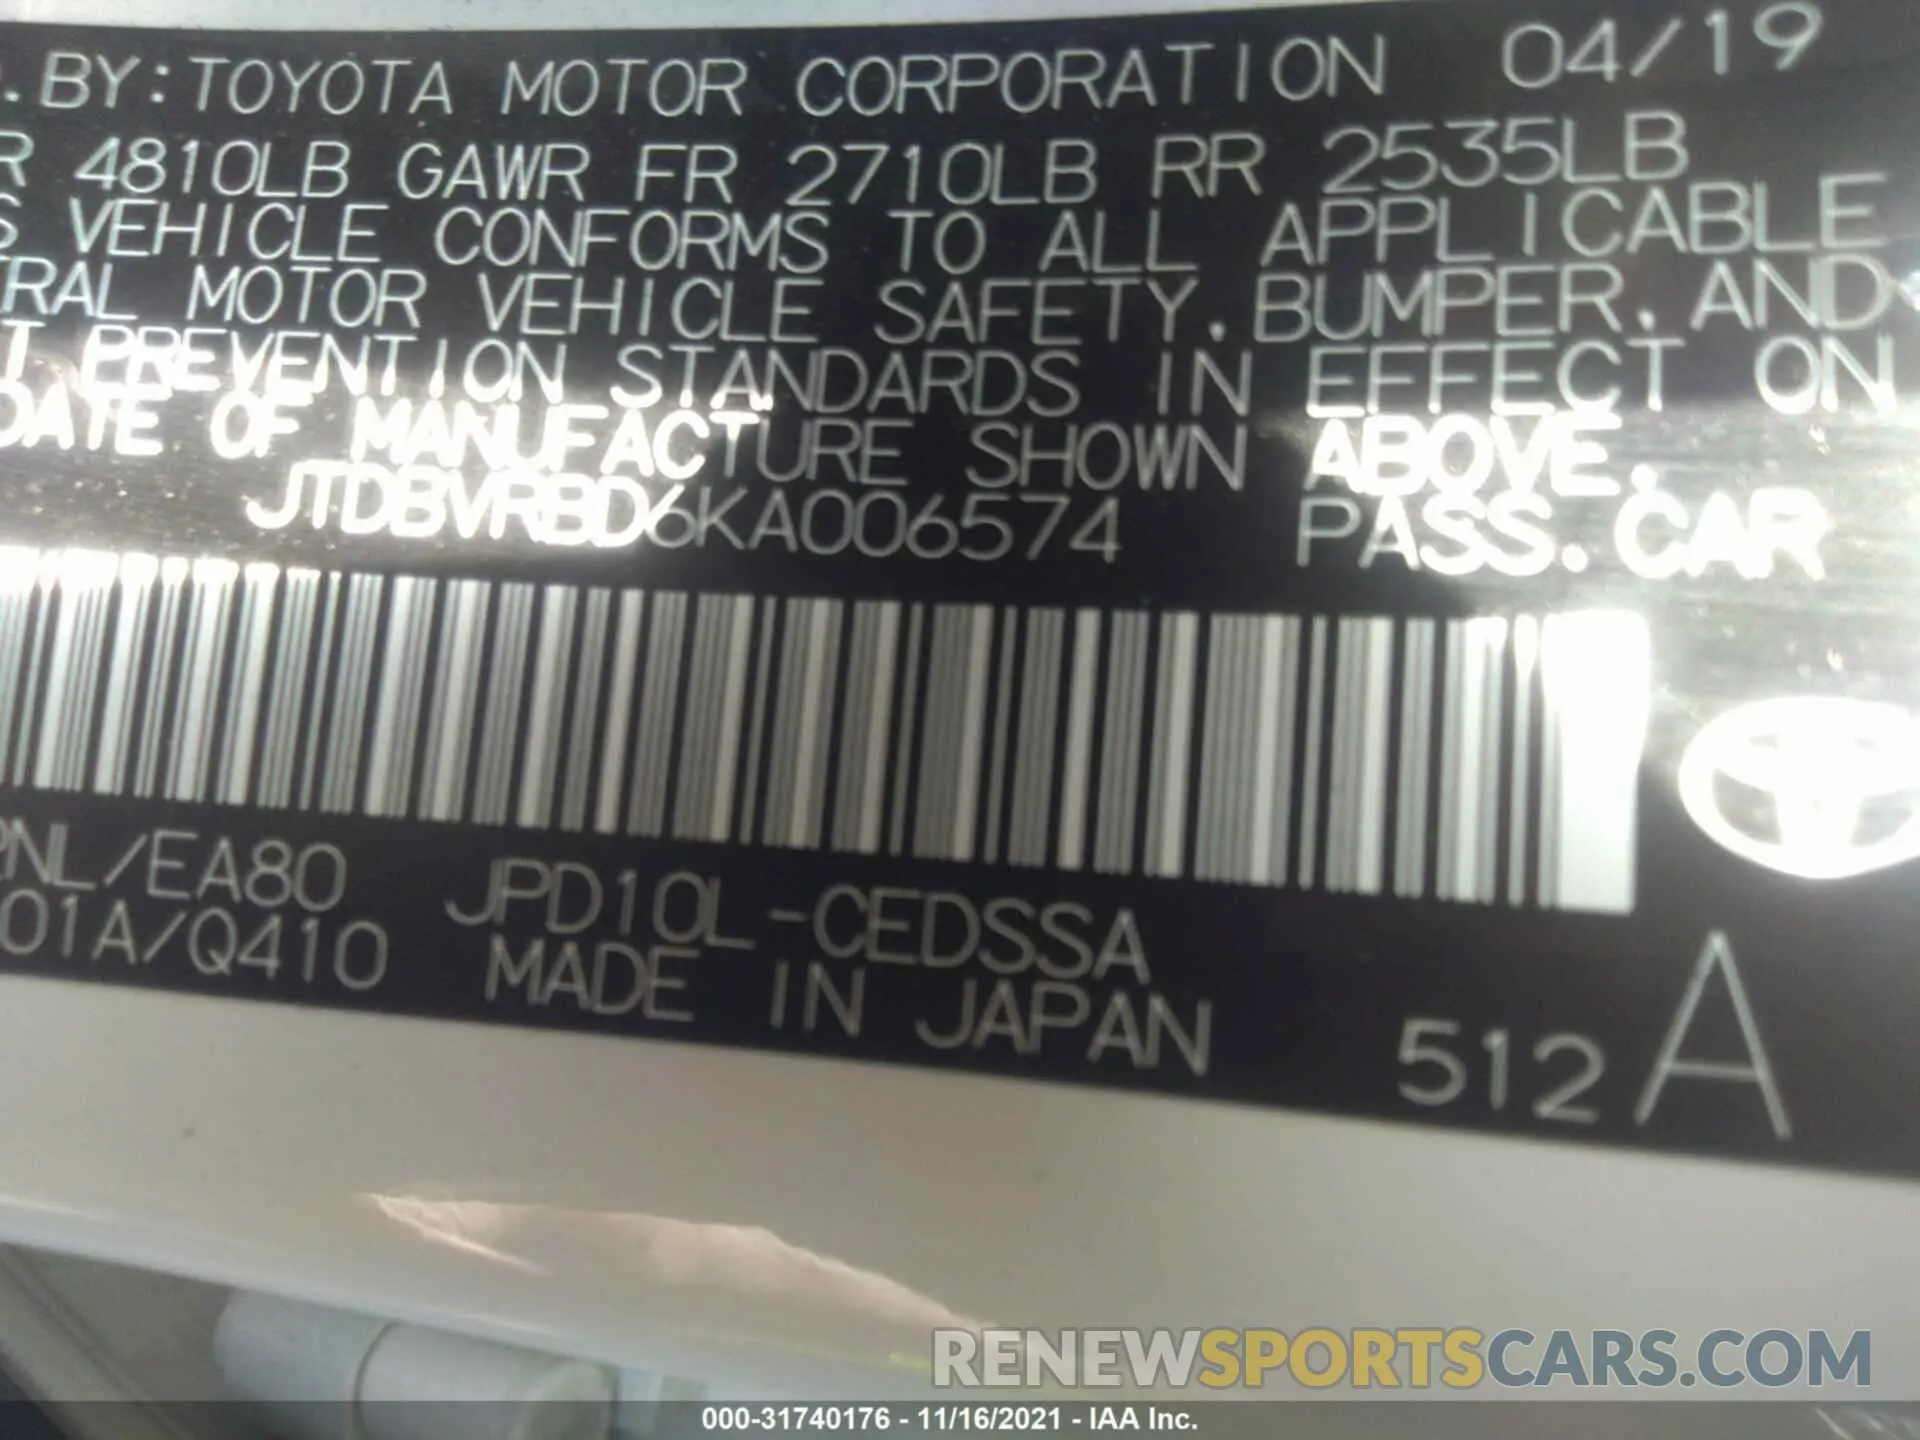 . BY: TOYOTA MOTOR CORPORATION 04/19
R 4810LB GAWR FR 2710LB RR 2535LB
S VEHICLE CONFORMS TO ALL APPLICABLE
ERAL MOTOR VEHICLE SAFETY, BUMPER, AND
T PREVENTION STANDARDS IN EFFECT ON
DATE OF MANUFACTURE SHOWN ABOVE.
JTDBVRBD6KA006574 PASS.CAR
2NL/EA80 JPD10L-CEDSSA
01A/Q410 MADE IN JAPAN 512 A
RENEWSPORTSCARS.COM
000-31740176 - 11/16/2021 - IAA Inc.